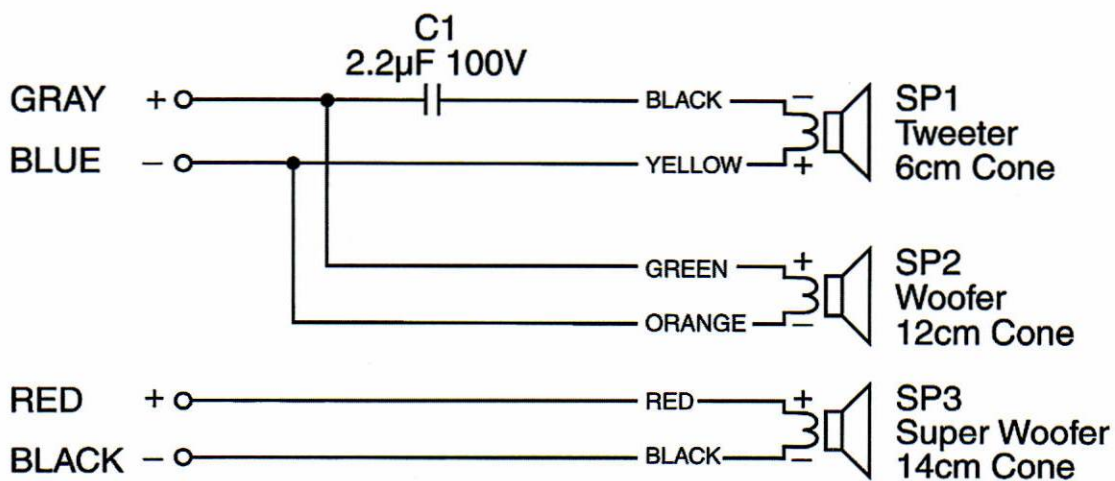 C1
2.2µF 100V
GRAY + BLACK − SP1
Tweeter
BLUE − YELLOW + 6cm Cone
GREEN + SP2
Woofer
ORANGE − 12cm Cone
RED + RED + SP3
Super Woofer
BLACK − BLACK − 14cm Cone